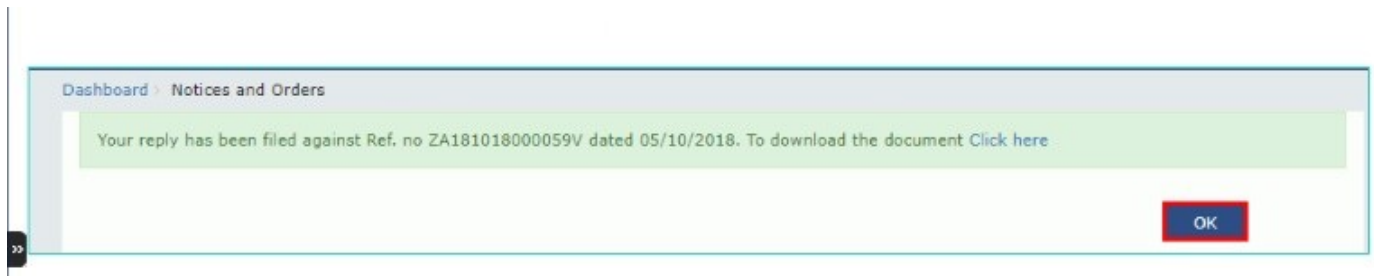 Dashboard > Notices and Orders
Your reply has been filed against Ref. no ZA181018000059V dated 05/10/2018. To download the document Click here
OK
»